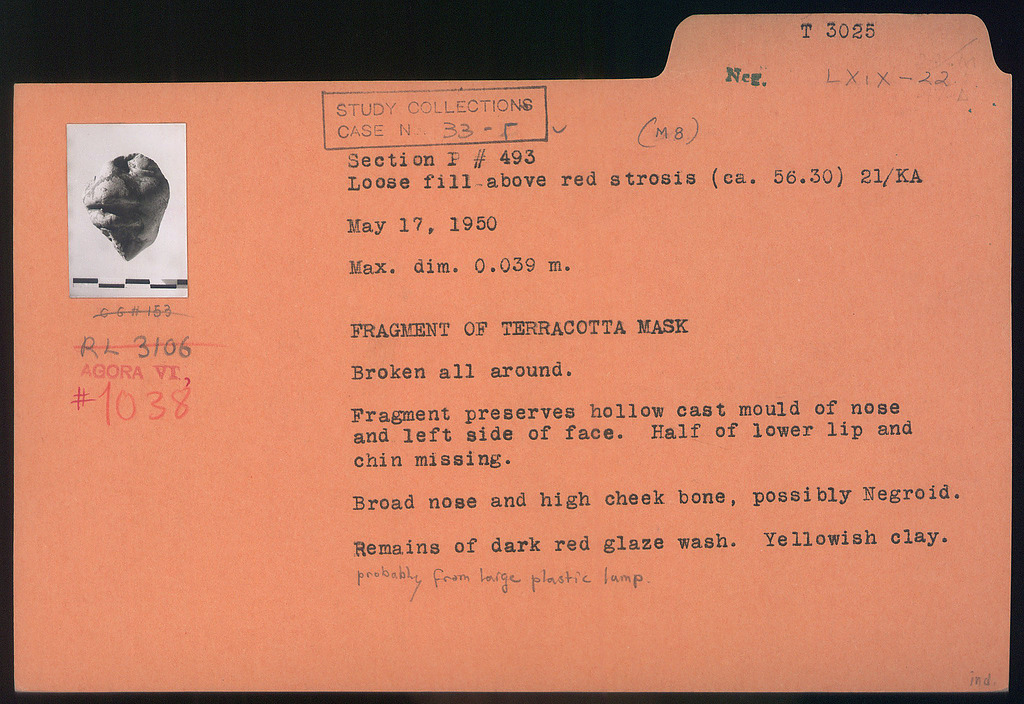 T 3025
Neg. LXIX-22
STUDY COLLECTIONS
CASE N 33-5
(M8)
Section P # 493
Loose fill above red strosis (ca. 56.30) 21/KA
May 17, 1950
Max. dim. 0.039 m.
GG#153
RL 3106
AGORA VI,
#1038
FRAGMENT OF TERRACOTTA MASK
Broken all around.
Fragment preserves hollow cast mould of nose
and left side of face. Half of lower lip and
chin missing.
Broad nose and high cheek bone, possibly Negroid.
Remains of dark red glaze wash. Yellowish clay.
probably from large plastic lamp.
ind.